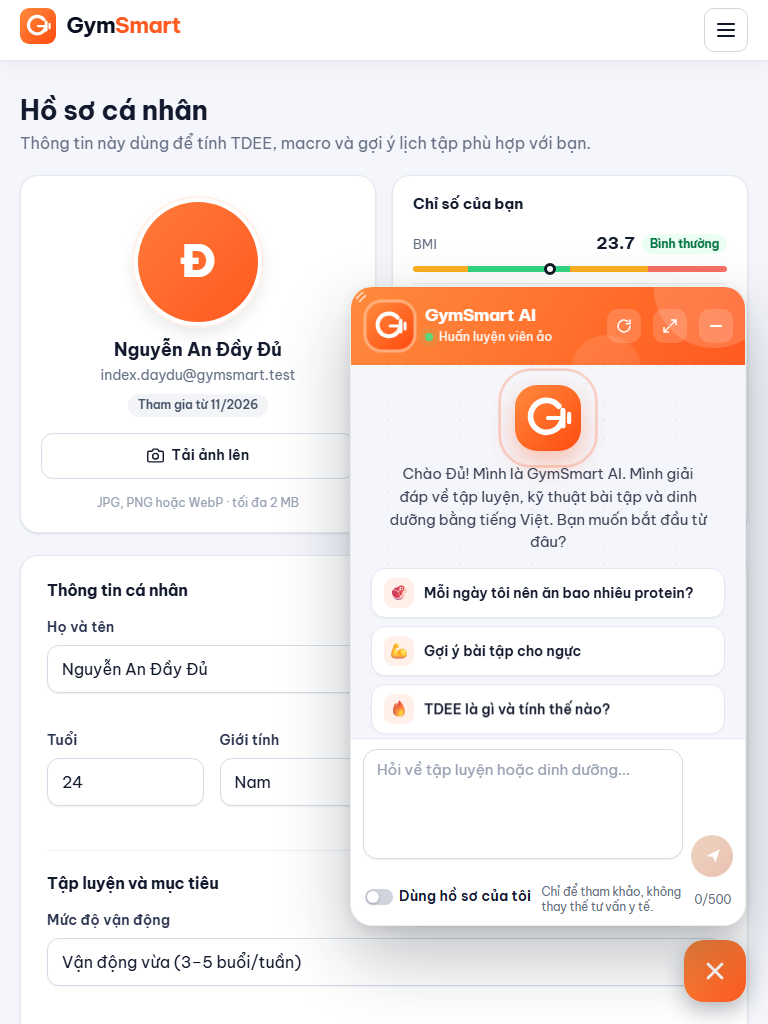 GymSmart
Hồ sơ cá nhân
Thông tin này dùng để tính TDEE, macro và gợi ý lịch tập phù hợp với bạn.
Đ
Nguyễn An Đầy Đủ
index.daydu@gymsmart.test
Tham gia từ 11/2026
Tải ảnh lên
JPG, PNG hoặc WebP · tối đa 2 MB
Chỉ số của bạn
BMI 23.7 Bình thường
Thông tin cá nhân
Họ và tên
Nguyễn An Đầy Đủ
Tuổi Giới tính
24 Nam
Tập luyện và mục tiêu
Mức độ vận động
Vận động vừa (3–5 buổi/tuần)
GymSmart AI
Huấn luyện viên ảo
Chào Đủ! Mình là GymSmart AI. Mình giải
đáp về tập luyện, kỹ thuật bài tập và dinh
dưỡng bằng tiếng Việt. Bạn muốn bắt đầu từ
đâu?
Mỗi ngày tôi nên ăn bao nhiêu protein?
Gợi ý bài tập cho ngực
TDEE là gì và tính thế nào?
Hỏi về tập luyện hoặc dinh dưỡng...
Dùng hồ sơ của tôi
Chỉ để tham khảo, không
thay thế tư vấn y tế.
0/500